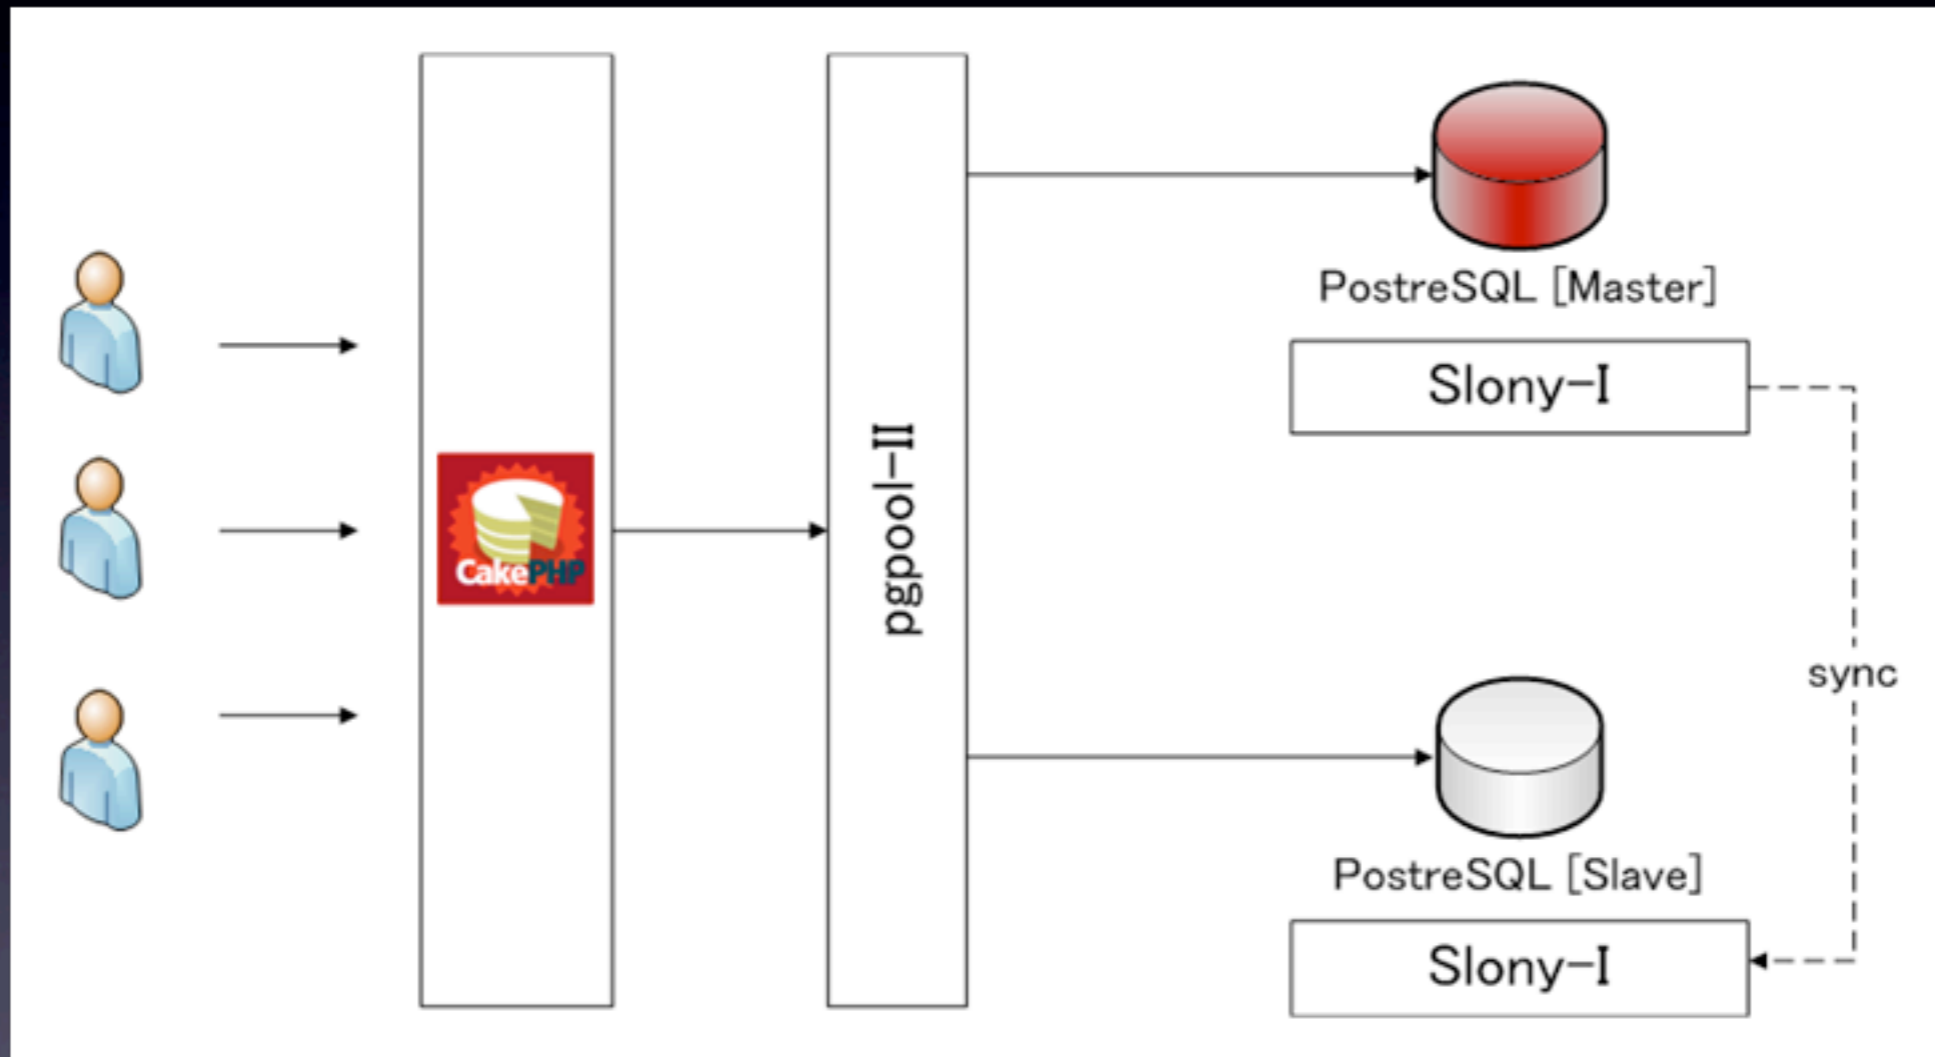 CakePHP
pgpool-II
PostreSQL [Master]
Slony-I
sync
PostreSQL [Slave]
Slony-I